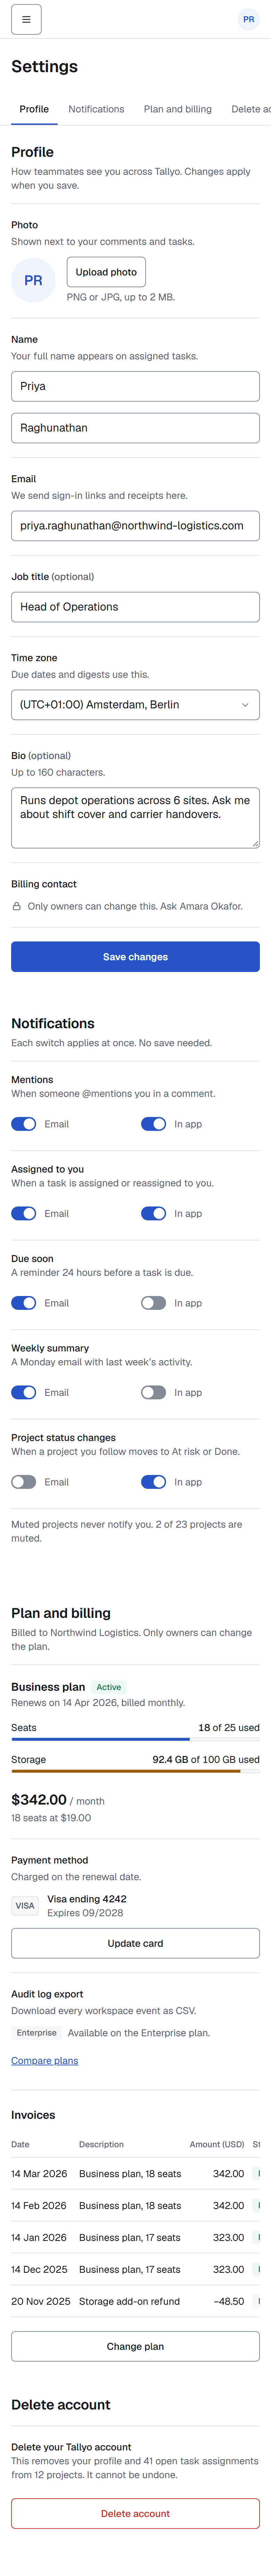 PR
Settings
Profile
Notifications
Plan and billing
Delete ac
Profile
How teammates see you across Tallyo. Changes apply
when you save.
Photo
Shown next to your comments and tasks.
PR
Upload photo
PNG or JPG, up to 2 MB.
Name
Your full name appears on assigned tasks.
Priya
Raghunathan
Email
We send sign-in links and receipts here.
priya.raghunathan@northwind-logistics.com
Job title (optional)
Head of Operations
Time zone
Due dates and digests use this.
(UTC+01:00) Amsterdam, Berlin
Bio (optional)
Up to 160 characters.
Runs depot operations across 6 sites. Ask me
about shift cover and carrier handovers.
Billing contact
Only owners can change this. Ask Amara Okafor.
Save changes
Notifications
Each switch applies at once. No save needed.
Mentions
When someone @mentions you in a comment.
Email
In app
Assigned to you
When a task is assigned or reassigned to you.
Email
In app
Due soon
A reminder 24 hours before a task is due.
Email
In app
Weekly summary
A Monday email with last week's activity.
Email
In app
Project status changes
When a project you follow moves to At risk or Done.
Email
In app
Muted projects never notify you. 2 of 23 projects are
muted.
Plan and billing
Billed to Northwind Logistics. Only owners can change
the plan.
Business plan Active
Renews on 14 Apr 2026, billed monthly.
Seats 18 of 25 used
Storage 92.4 GB of 100 GB used
$342.00 / month
18 seats at $19.00
Payment method
Charged on the renewal date.
VISA
Visa ending 4242
Expires 09/2028
Update card
Audit log export
Download every workspace event as CSV.
Enterprise Available on the Enterprise plan.
Compare plans
Invoices
Date Description Amount (USD) St
14 Mar 2026 Business plan, 18 seats 342.00
14 Feb 2026 Business plan, 18 seats 342.00
14 Jan 2026 Business plan, 17 seats 323.00
14 Dec 2025 Business plan, 17 seats 323.00
20 Nov 2025 Storage add-on refund −48.50
Change plan
Delete account
Delete your Tallyo account
This removes your profile and 41 open task assignments
from 12 projects. It cannot be undone.
Delete account